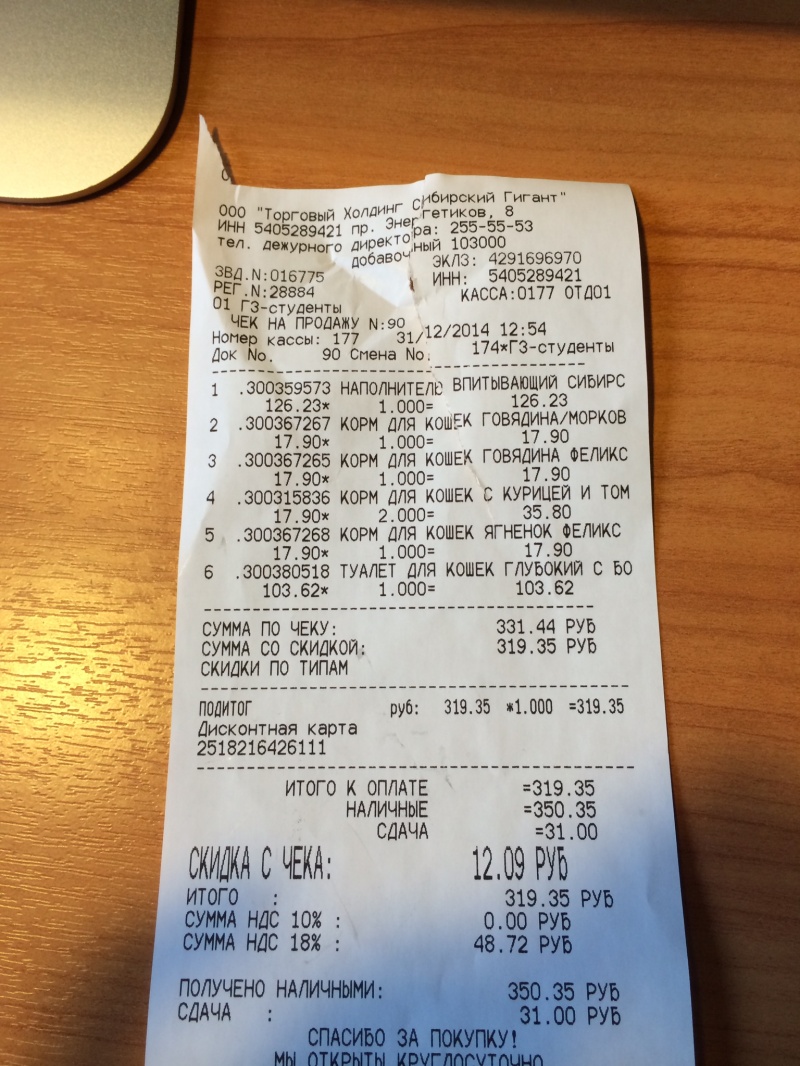 ООО "Торговый Холдинг Сибирский Гигант"
ИНН 5405289421 пр. Энергетиков, 8
тел. дежурного директора: 255-55-53
добавочный 103000
ЗВД.N:016775 ЭКЛЗ: 4291696970
РЕГ.N:28884 ИНН: 5405289421
01 ГЗ-студенты КАССА:0177 ОТД01
ЧЕК НА ПРОДАЖУ N:90
Номер кассы: 177 31/12/2014 12:54
Док No. 90 Смена No. 174*ГЗ-студенты
1 .300359573 НАПОЛНИТЕЛЬ ВПИТЫВАЮЩИЙ СИБИРС
126.23* 1.000= 126.23
2 .300367267 КОРМ ДЛЯ КОШЕК ГОВЯДИНА/МОРКОВ
17.90* 1.000= 17.90
3 .300367265 КОРМ ДЛЯ КОШЕК ГОВЯДИНА ФЕЛИКС
17.90* 1.000= 17.90
4 .300315836 КОРМ ДЛЯ КОШЕК С КУРИЦЕЙ И ТОМ
17.90* 2.000= 35.80
5 .300367268 КОРМ ДЛЯ КОШЕК ЯГНЕНОК ФЕЛИКС
17.90* 1.000= 17.90
6 .300380518 ТУАЛЕТ ДЛЯ КОШЕК ГЛУБОКИЙ С БО
103.62* 1.000= 103.62
СУММА ПО ЧЕКУ: 331.44 РУБ
СУММА СО СКИДКОЙ: 319.35 РУБ
СКИДКИ ПО ТИПАМ
ПОДИТОГ руб: 319.35 *1.000 =319.35
Дисконтная карта
2518216426111
ИТОГО К ОПЛАТЕ =319.35
НАЛИЧНЫЕ =350.35
СДАЧА =31.00
СКИДКА С ЧЕКА: 12.09 РУБ
ИТОГО : 319.35 РУБ
СУММА НДС 10% : 0.00 РУБ
СУММА НДС 18% : 48.72 РУБ
ПОЛУЧЕНО НАЛИЧНЫМИ: 350.35 РУБ
СДАЧА : 31.00 РУБ
СПАСИБО ЗА ПОКУПКУ!
МЫ ОТКРЫТЫ КРУГЛОСУТОЧНО